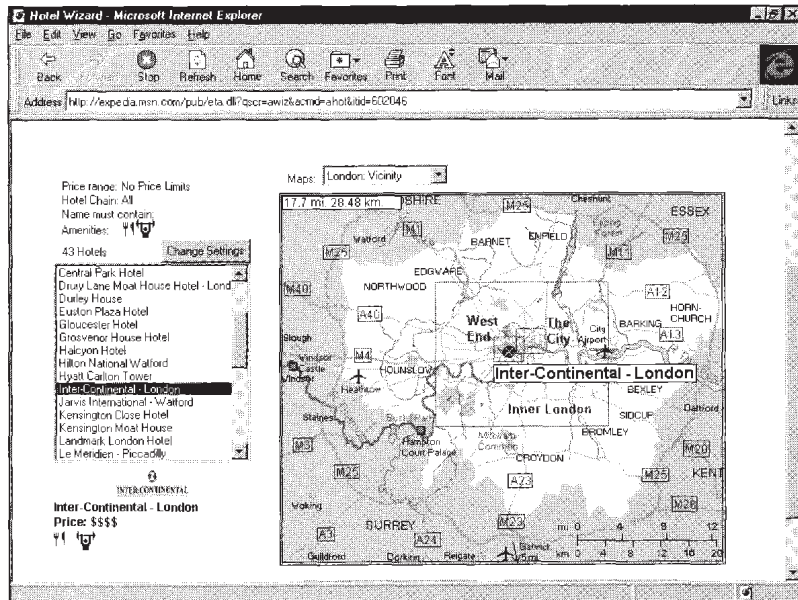 Hotel Wizard - Microsoft Internet Explorer
File Edit View Go Favorites Help
Back Stop Refresh Home Search Favorites Print Font Mail
Address http://expedia.msn.com/pub/eta.dll?qscr=awiz&acmd=ahotl&itid=602046 Links
Price range: No Price Limits
Hotel Chain: All
Name must contain:
Amenities:
43 Hotels Change Settings
Central Park Hotel
Drury Lane Moat House Hotel - Lond
Durley House
Euston Plaza Hotel
Gloucester Hotel
Grosvenor House Hotel
Halcyon Hotel
Hilton National Watford
Hyatt Carlton Tower
Inter-Continental - London
Jarvis International - Watford
Kensington Close Hotel
Kensington Moat House
Landmark London Hotel
Le Meridien - Piccadilly
INTER-CONTINENTAL
Inter-Continental - London
Price: $$$$
Maps: London: Vicinity
17.7 mi, 28.48 km.
SHIRE
M25
Cheshunt
ESSEX
Watford
M1
BARNET
ENFIELD
Epping Forest
M25
M25
M11
EDGWARE
M40
NORTHWOOD
A12
HORN-
CHURCH
A40
West
End
The
City
City
Airport
BARKING
A13
Slough
M4
Windsor
Castle
Windsor
HOUNSLOW
Heathrow
Inter-Continental - London
BEXLEY
Staines
Inner London
SIDCUP
Dartford
Hampton
Court Palace
Mitcham
Common
BROMLEY
M3
CROYDON
M20
M25
A23
M25
KENT
Woking
M26
SURREY
M23
A3
A24
Guildford
Dorking
Reigate
Gatwick
mi 0 4 8 12
km 0 4 8 12 16 20